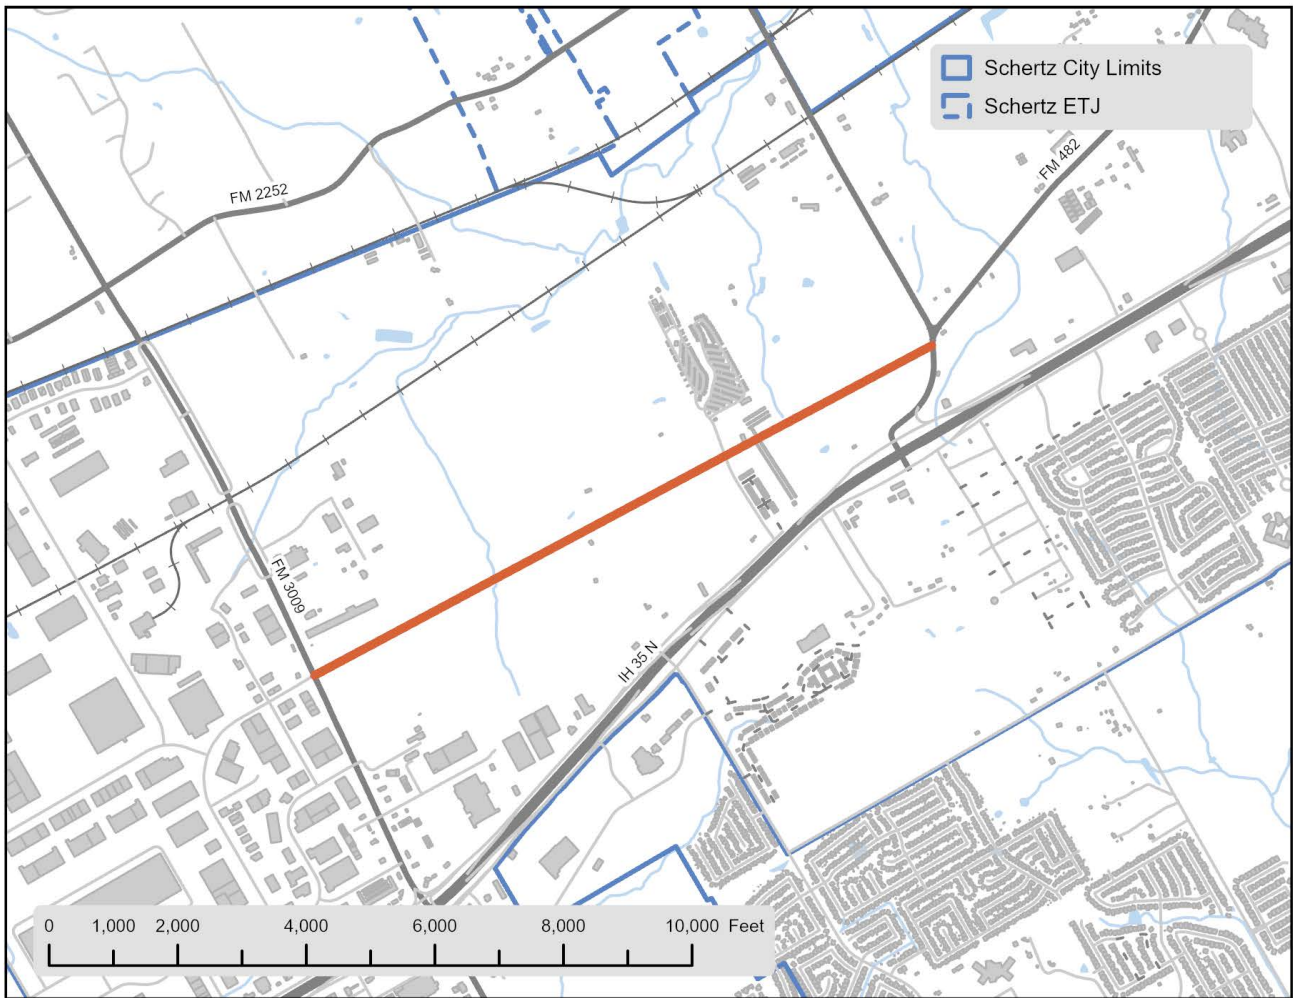 Schertz City Limits
Schertz ETJ
FM 482
FM 2252
FM 3009
IH 35 N
0 1,000 2,000 4,000 6,000 8,000 10,000 Feet